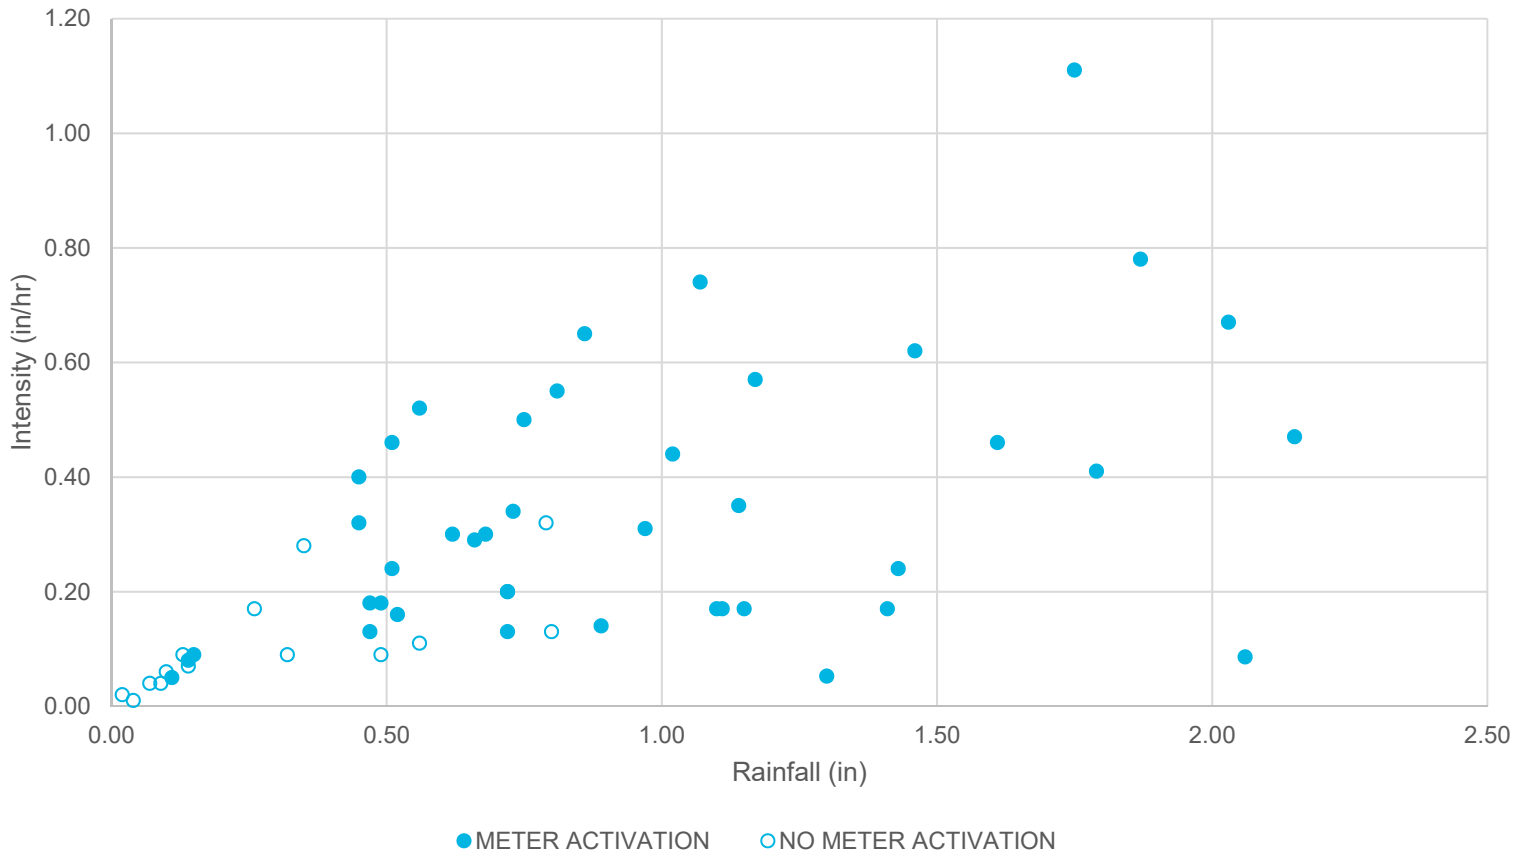 1.20
1.00
0.80
0.60
0.40
0.20
0.00
Intensity (in/hr)
0.00 0.50 1.00 1.50 2.00 2.50
Rainfall (in)
METER ACTIVATION NO METER ACTIVATION